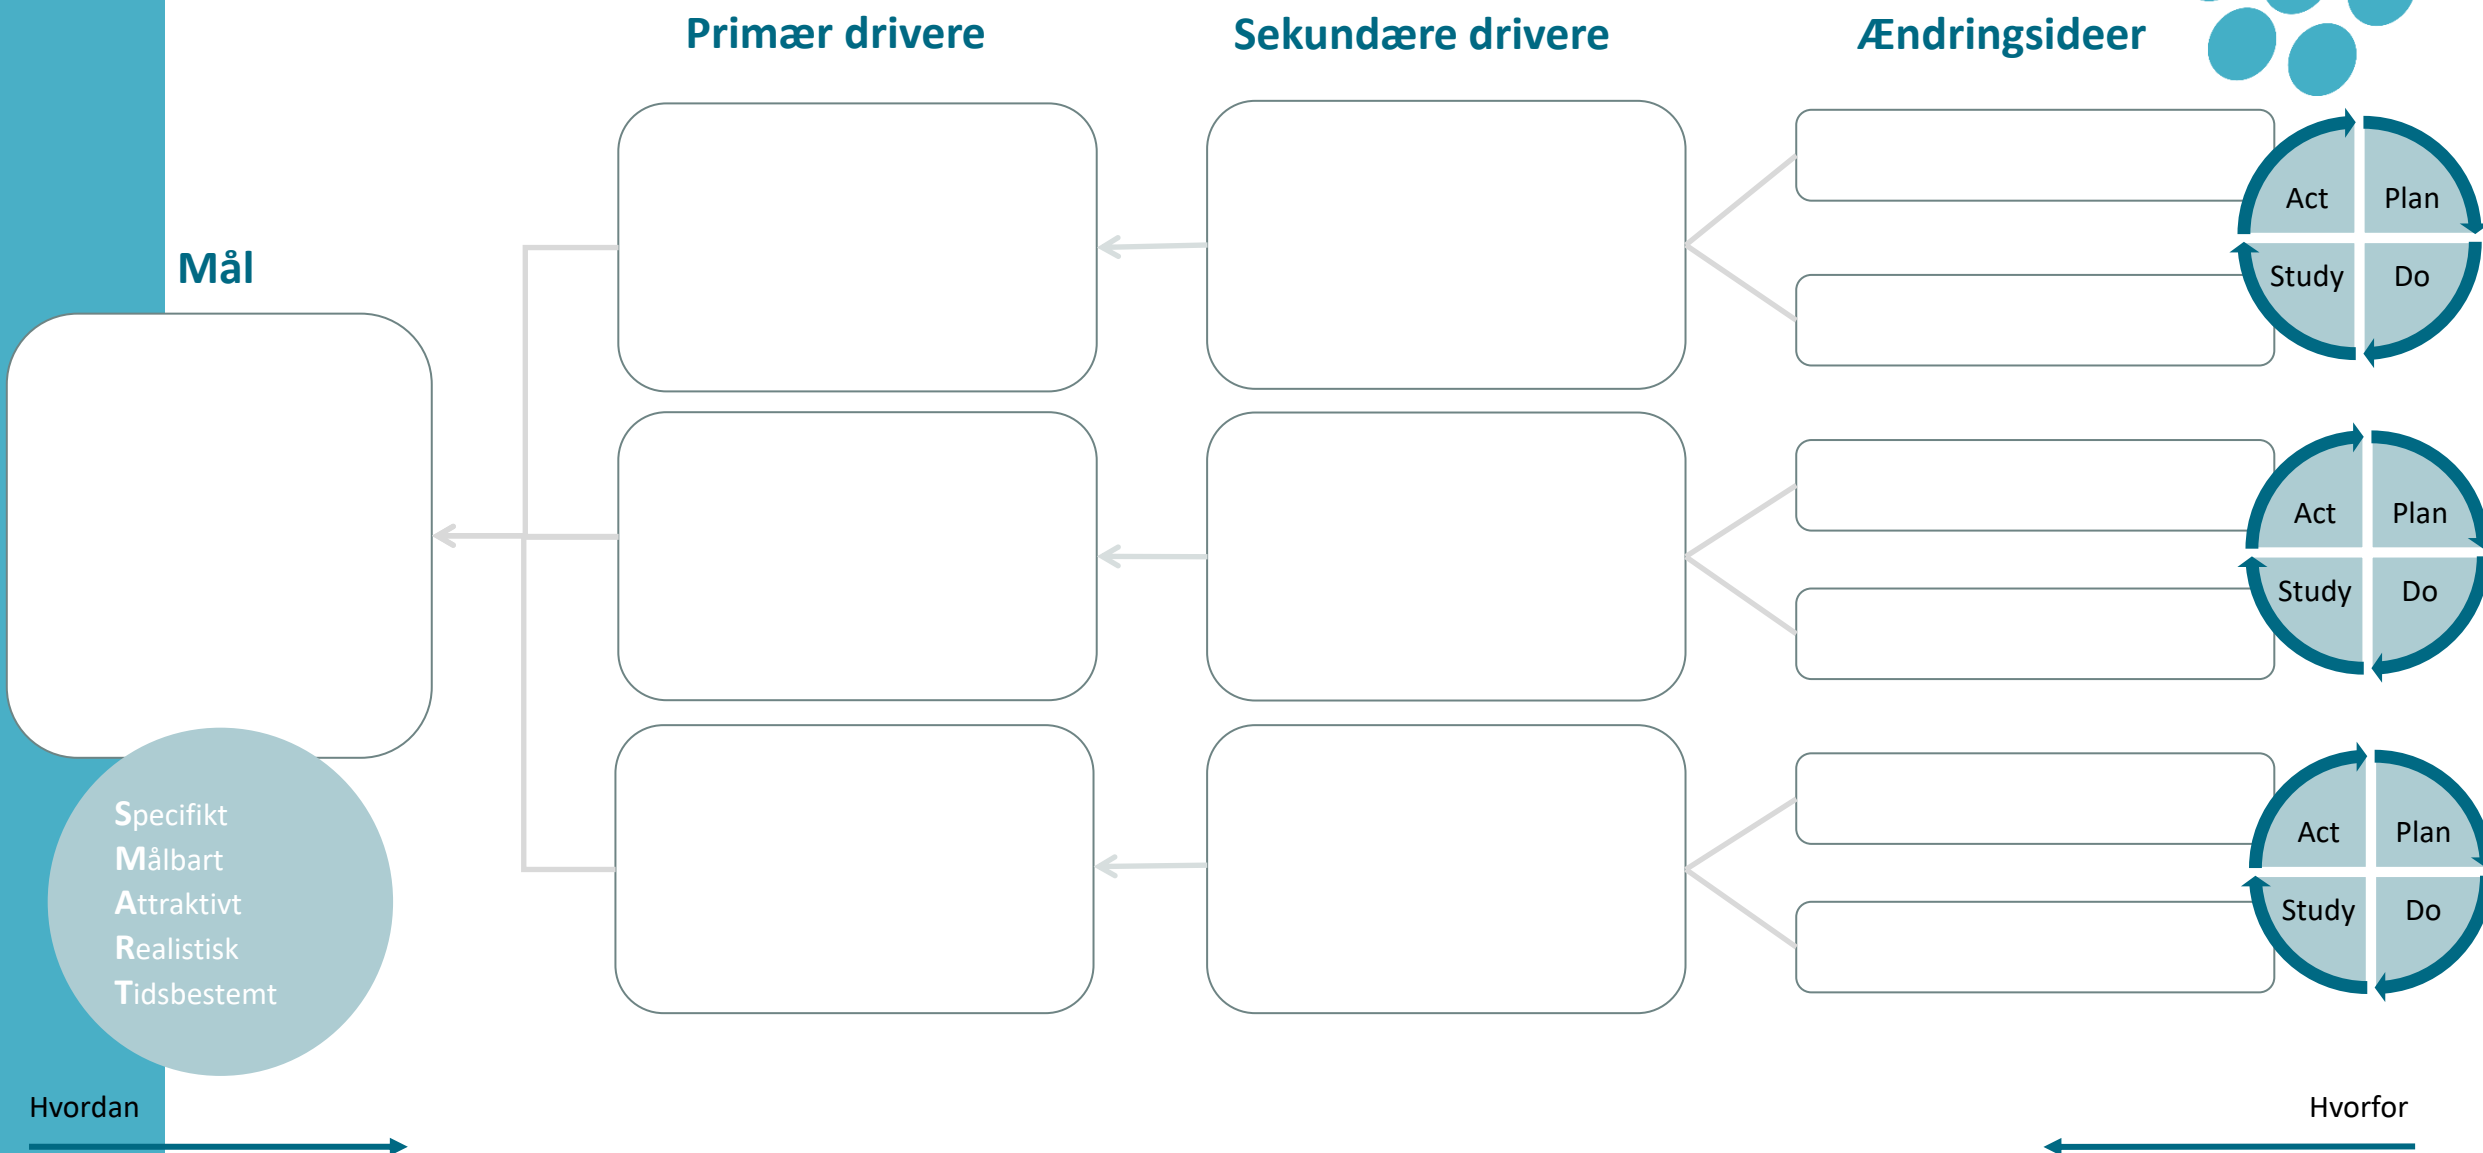 Primær drivere
Sekundære drivere
Ændringsideer
Mål
Act
Plan
Study
Do
Act
Plan
Study
Do
Act
Plan
Study
Do
Specifikt
Målbart
Attraktivt
Realistisk
Tidsbestemt
Hvordan
Hvorfor